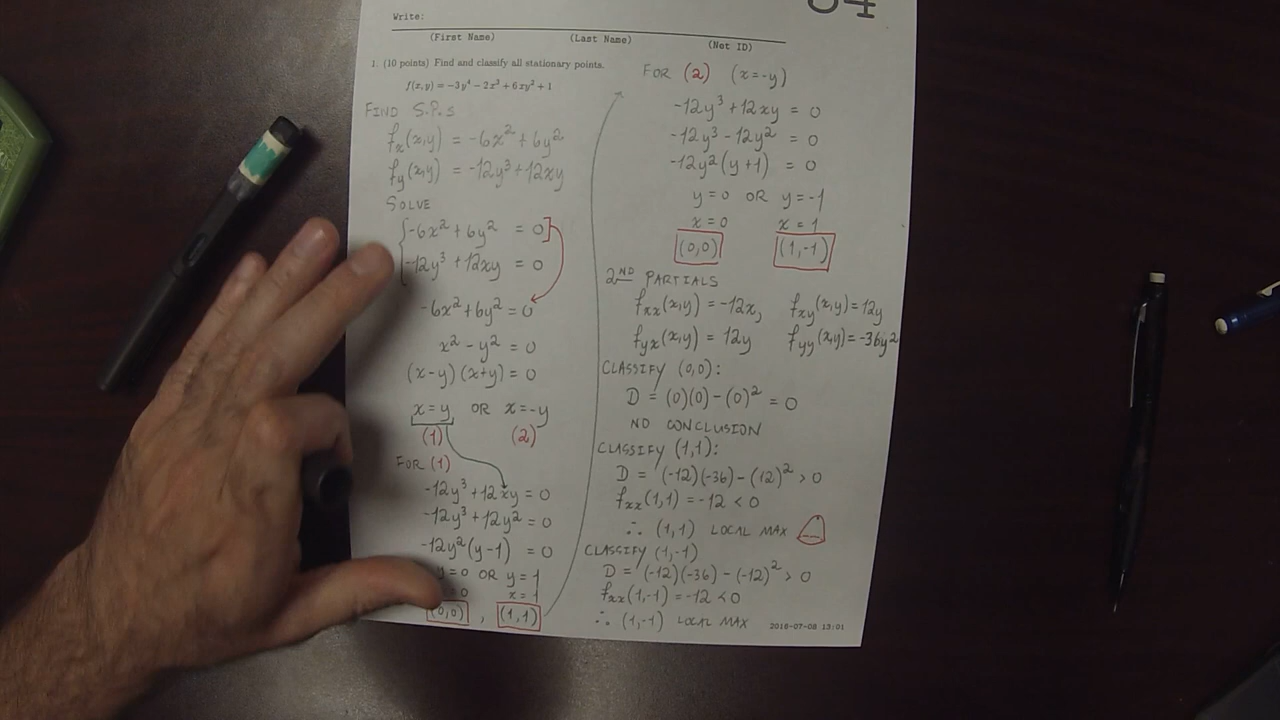 Write:
(First Name) (Last Name) (Net ID)
1. (10 points) Find and classify all stationary points.
f(x,y) = −3y⁴ − 2x³ + 6xy² + 1
FIND S.P.s
fₓ(x,y) = -6x² + 6y²
f_y(x,y) = -12y³ + 12xy
SOLVE
-6x² + 6y² = 0
-12y³ + 12xy = 0
-6x² + 6y² = 0
x² - y² = 0
(x-y)(x+y) = 0
x = y OR x = -y
(1) (2)
FOR (1)
-12y³ + 12xy = 0
-12y³ + 12y² = 0
-12y²(y-1) = 0
y=0 OR y=1
=0 x=1
(0,0) , (1,1)
FOR (2) (x=-y)
-12y³ + 12xy = 0
-12y³ - 12y² = 0
-12y²(y+1) = 0
y=0 OR y=-1
x=0 x=1
(0,0) (1,-1)
2ND PARTIALS
fₓₓ(x,y) = -12x, f_xy(x,y) = 12y
f_yx(x,y) = 12y f_yy(x,y) = -36y²
CLASSIFY (0,0):
D = (0)(0) - (0)² = 0
NO CONCLUSION
CLASSIFY (1,1):
D = (-12)(-36) - (12)² > 0
fₓₓ(1,1) = -12 < 0
∴ (1,1) LOCAL MAX
CLASSIFY (1,-1)
D = (-12)(-36) - (-12)² > 0
fₓₓ(1,-1) = -12 < 0
∴ (1,-1) LOCAL MAX
2016-07-08 13:01